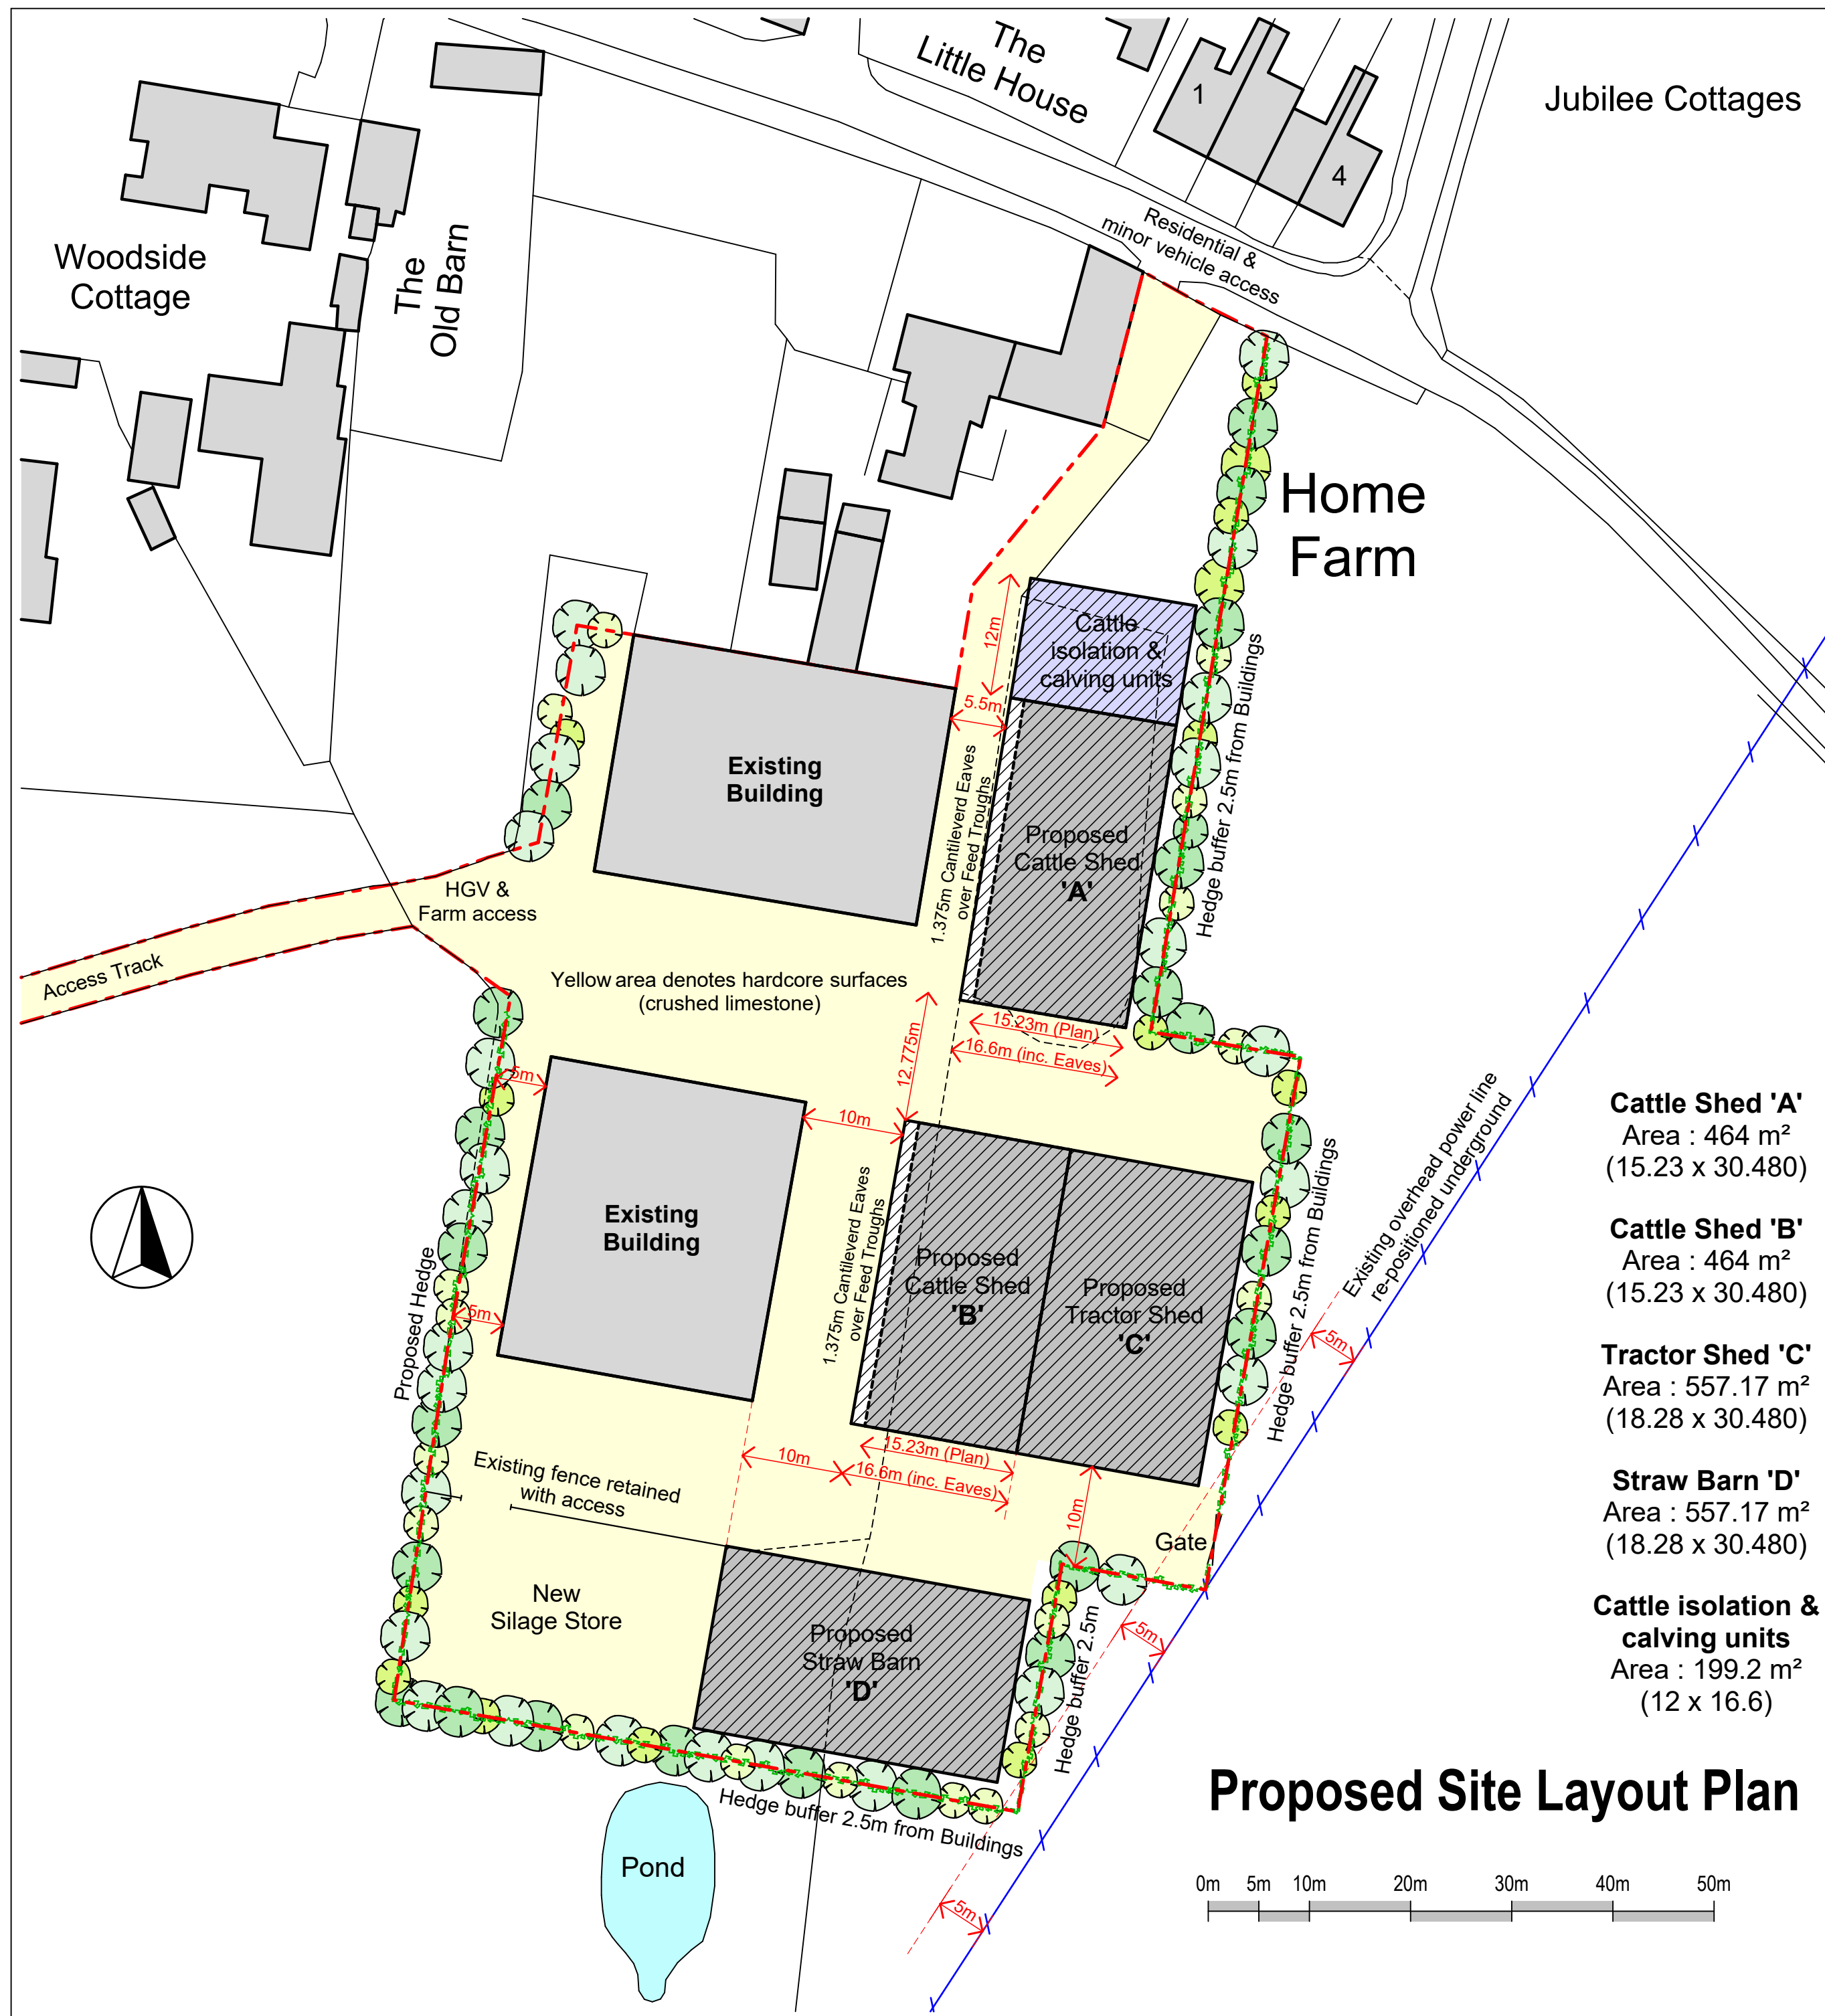 The
Little House
1
4
Jubilee Cottages
Woodside
Cottage
The
Old Barn
Residential &
minor vehicle access
Home
Farm
12m
Cattle
isolation &
calving units
5.5m
Existing
Building
1.375m Cantileverd Eaves
over Feed Troughs
Proposed
Cattle Shed
'A'
Hedge buffer 2.5m from Buildings
HGV &
Farm access
Access Track
Yellow area denotes hardcore surfaces
(crushed limestone)
15.23m (Plan)
16.6m (inc. Eaves)
12.775m
5m
10m
Existing
Building
5m
Proposed Hedge
1.375m Cantileverd Eaves
over Feed Troughs
Proposed
Cattle Shed
'B'
Proposed
Tractor Shed
'C'
Hedge buffer 2.5m from Buildings
Existing overhead power line
re-positioned underground
5m
15.23m (Plan)
10m
16.6m (inc. Eaves)
10m
Existing fence retained
with access
Gate
New
Silage Store
Proposed
Straw Barn
'D'
Hedge buffer 2.5m
5m
Hedge buffer 2.5m from Buildings
Pond
5m
Cattle Shed 'A'
Area : 464 m²
(15.23 x 30.480)
Cattle Shed 'B'
Area : 464 m²
(15.23 x 30.480)
Tractor Shed 'C'
Area : 557.17 m²
(18.28 x 30.480)
Straw Barn 'D'
Area : 557.17 m²
(18.28 x 30.480)
Cattle isolation &
calving units
Area : 199.2 m²
(12 x 16.6)
Proposed Site Layout Plan
0m 5m 10m 20m 30m 40m 50m